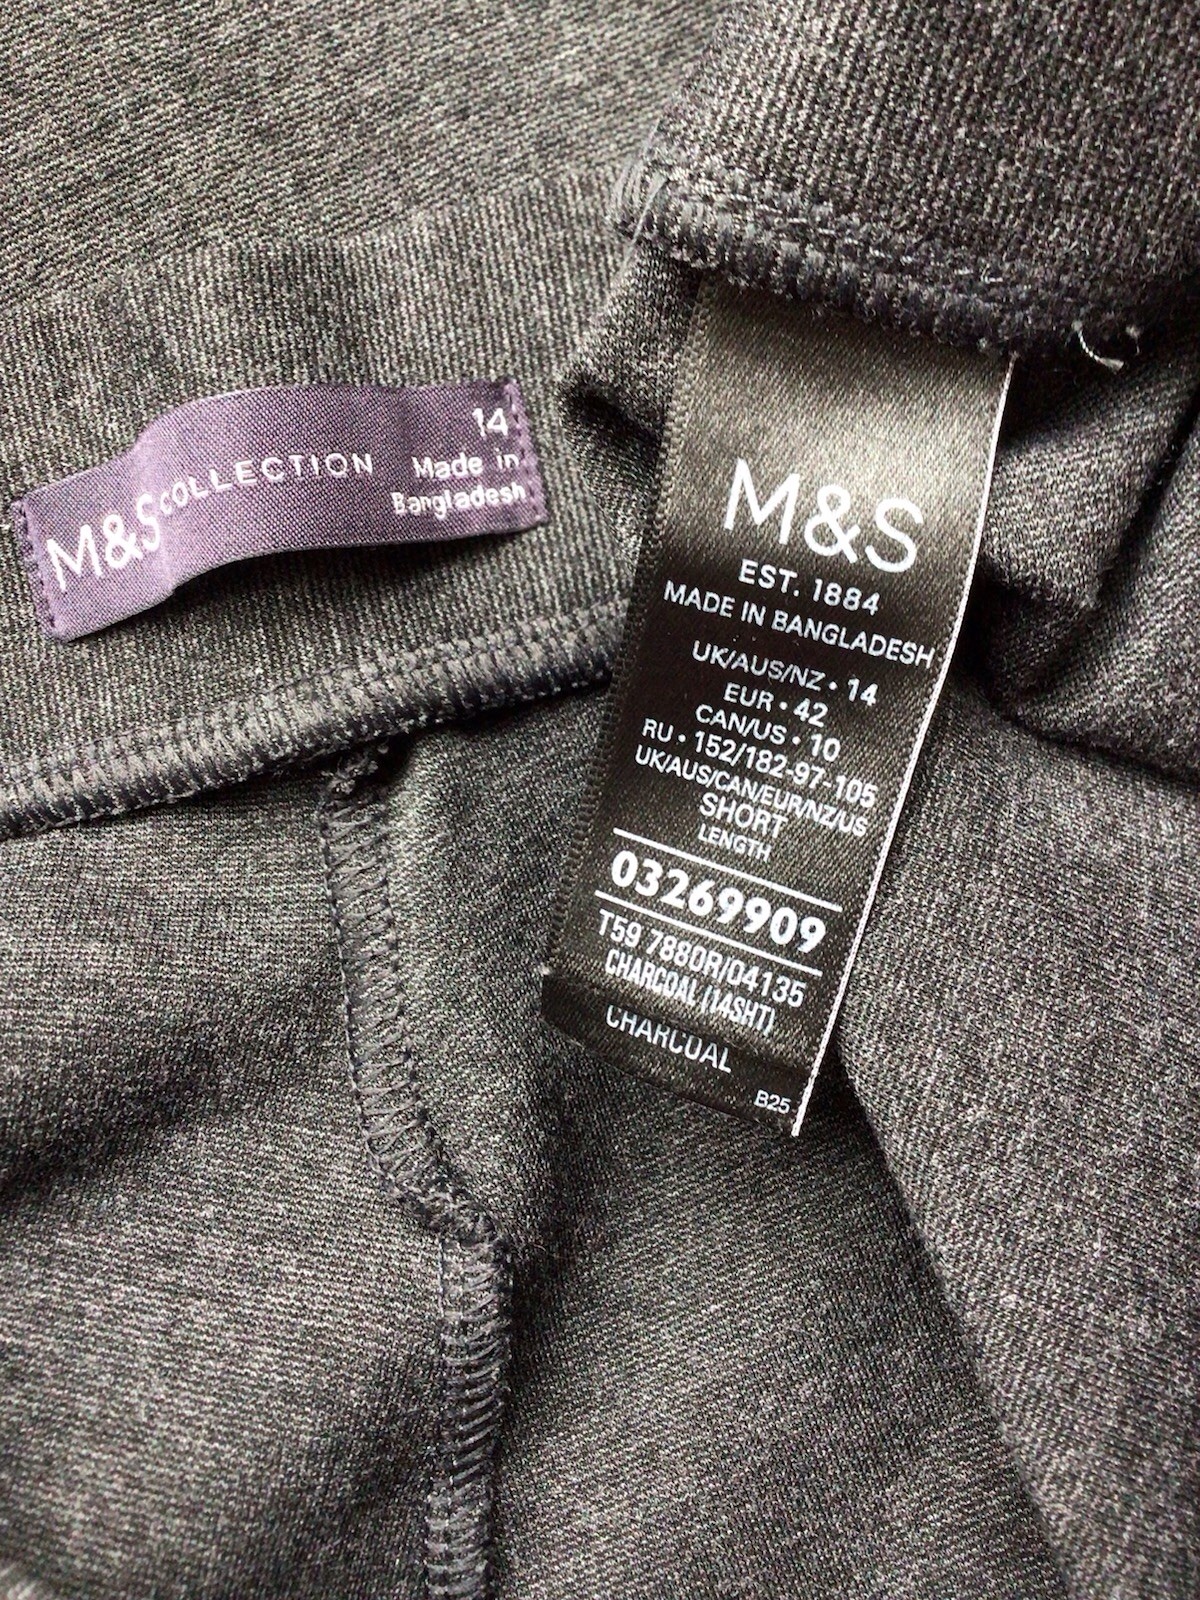 M&S COLLECTION
14
Made in
Bangladesh
M&S
EST. 1884
MADE IN BANGLADESH
UK/AUS/NZ • 14
EUR • 42
CAN/US • 10
RU • 152/182-97-105
UK/AUS/CAN/EUR/NZ/US
SHORT
LENGTH
03269909
T59 7880R/04135
CHARCOAL (14SHT)
CHARCOAL
B25